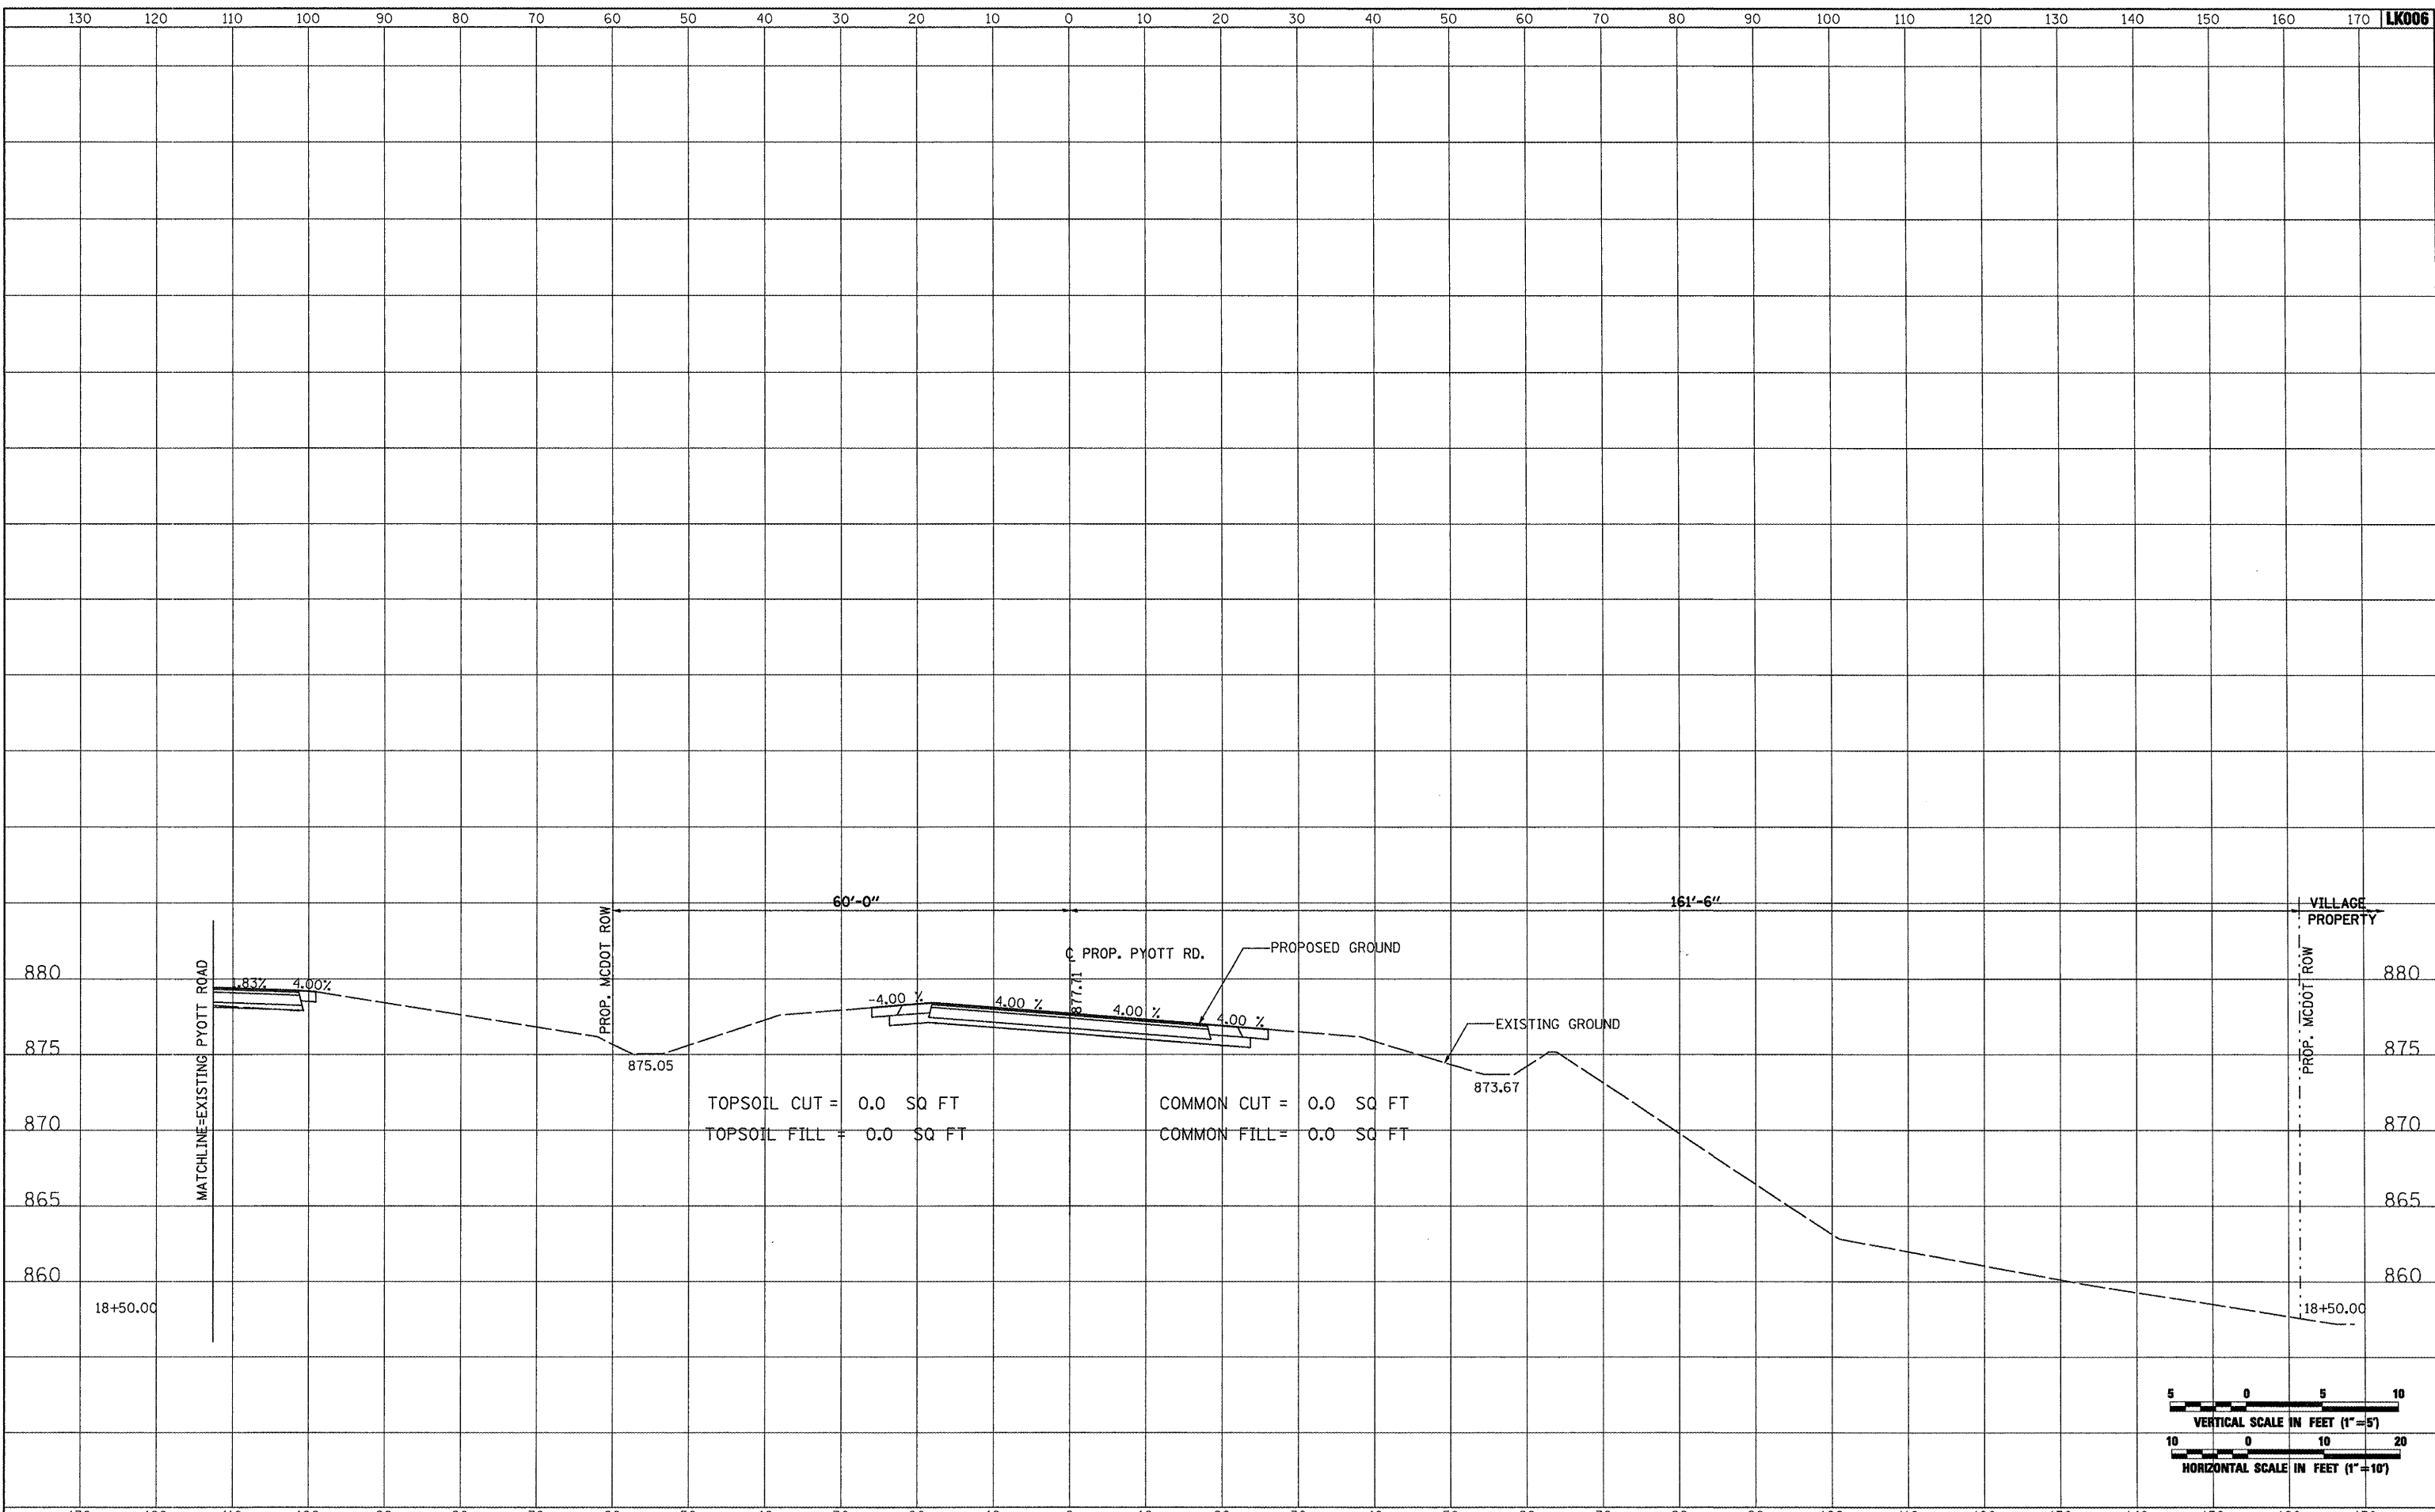 130 120 110 100 90 80 70 60 50 40 30 20 10 0 10 20 30 40 50 60 70 80 90 100 110 120 130 140 150 160 170 LK006
60'-0" 161'-6" VILLAGE
PROPERTY
PROP. MCDOT ROW
℄ PROP. PYOTT RD.
PROPOSED GROUND
877.71
MATCHLINE=EXISTING PYOTT ROAD
PROP. MCDOT ROW
880 880
1.83% 4.00%
-4.00 % 4.00 % 4.00 % 4.00 %
EXISTING GROUND
875 875
875.05
873.67
TOPSOIL CUT = 0.0 SQ FT COMMON CUT = 0.0 SQ FT
870 870
TOPSOIL FILL = 0.0 SQ FT COMMON FILL= 0.0 SQ FT
865 865
860 860
18+50.00 18+50.00
5 0 5 10
VERTICAL SCALE IN FEET (1"=5')
10 0 10 20
HORIZONTAL SCALE IN FEET (1"=10')